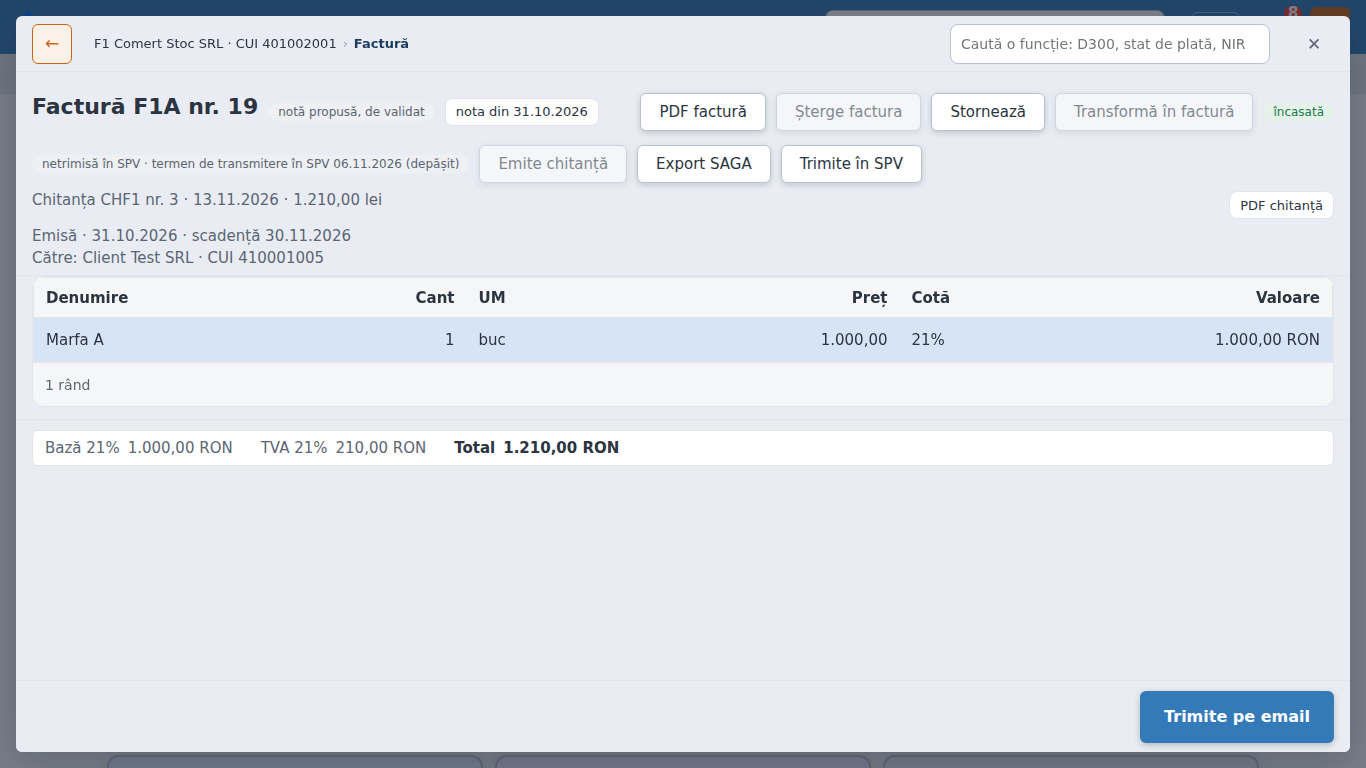 8
← F1 Comert Stoc SRL · CUI 401002001 › Factură Caută o funcție: D300, stat de plată, NIR ✕
Factură F1A nr. 19 notă propusă, de validat nota din 31.10.2026 PDF factură Șterge factura Stornează Transformă în factură încasată
netrimisă în SPV · termen de transmitere în SPV 06.11.2026 (depășit) Emite chitanță Export SAGA Trimite în SPV
Chitanța CHF1 nr. 3 · 13.11.2026 · 1.210,00 lei PDF chitanță
Emisă · 31.10.2026 · scadență 30.11.2026
Către: Client Test SRL · CUI 410001005
Denumire Cant UM Preț Cotă Valoare
Marfa A 1 buc 1.000,00 21% 1.000,00 RON
1 rând
Bază 21% 1.000,00 RON TVA 21% 210,00 RON Total 1.210,00 RON
Trimite pe email